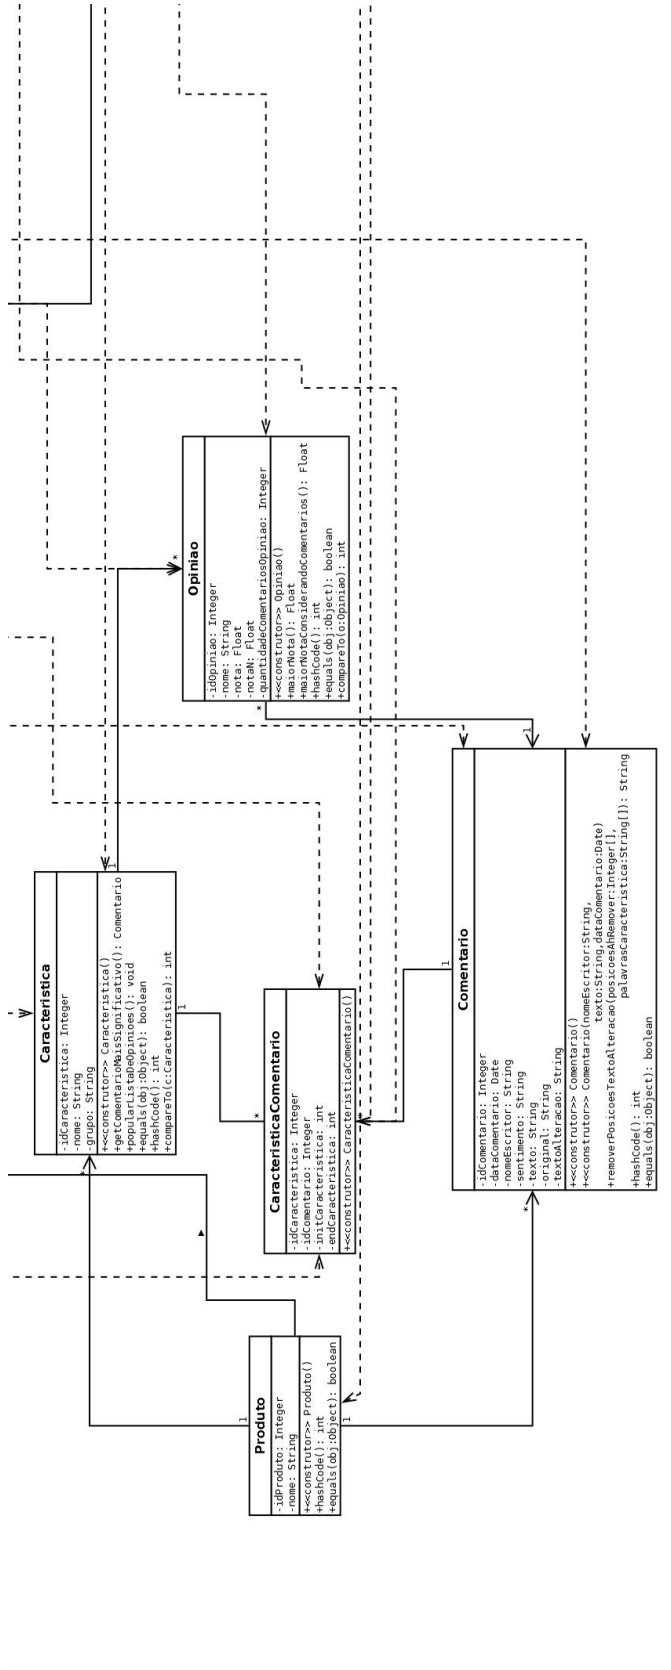 Produto
-idProduto: Integer
-nome: String
+<<construtor>> Produto()
+hashCode(): int
+equals(obj:Object): boolean
1
1
Caracteristica
-idCaracteristica: Integer
-nome: String
-grupo: String
+<<construtor>> Caracteristica()
+getComentarioMaisSignificativo(): Comentario
+popularListaDeOpinioes(): void
+equals(obj:Object): boolean
+hashCode(): int
+compareTo(c:Caracteristica): int
*
1
1
CaracteristicaComentario
-idCaracteristica: Integer
-idComentario: Integer
-initCaracteristica: int
-endCaracteristica: int
+<<construtor>> CaracteristicaComentario()
*
*
Comentario
-idComentario: Integer
-dataComentario: Date
-nomeEscritor: String
-sentimento: String
-texto: String
-original: String
-textoAlteracao: String
+<<construtor>> Comentario()
+<<construtor>> Comentario(nomeEscritor:String,
texto:String,dataComentario:Date)
+removerPosicoesTextoAlteracao(posicoesAhRemover:Integer[],
palavrasCaracteristica:String[]): String
+hashCode(): int
+equals(obj:Object): boolean
*
1
1
Opiniao
-idOpiniao: Integer
-nome: String
-nota: Float
-notaN: Float
-quantidadeComentariosOpiniao: Integer
+<<construtor>> Opiniao()
+maiorNota(): Float
+maiorNotaConsiderandoComentarios(): Float
+hashCode(): int
+equals(obj:Object): boolean
+compareTo(o:Opiniao): int
*
*